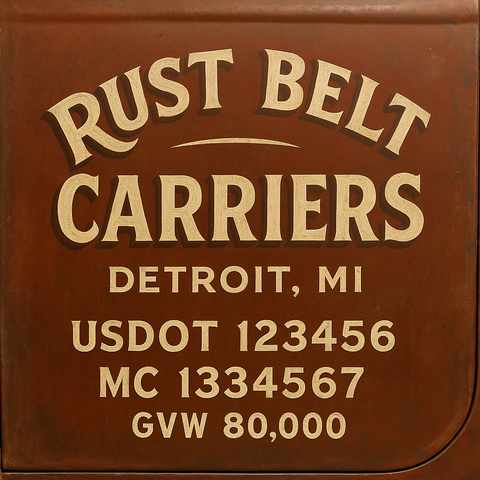 RUST BELT
CARRIERS
DETROIT, MI
USDOT 123456
MC 1334567
GVW 80,000